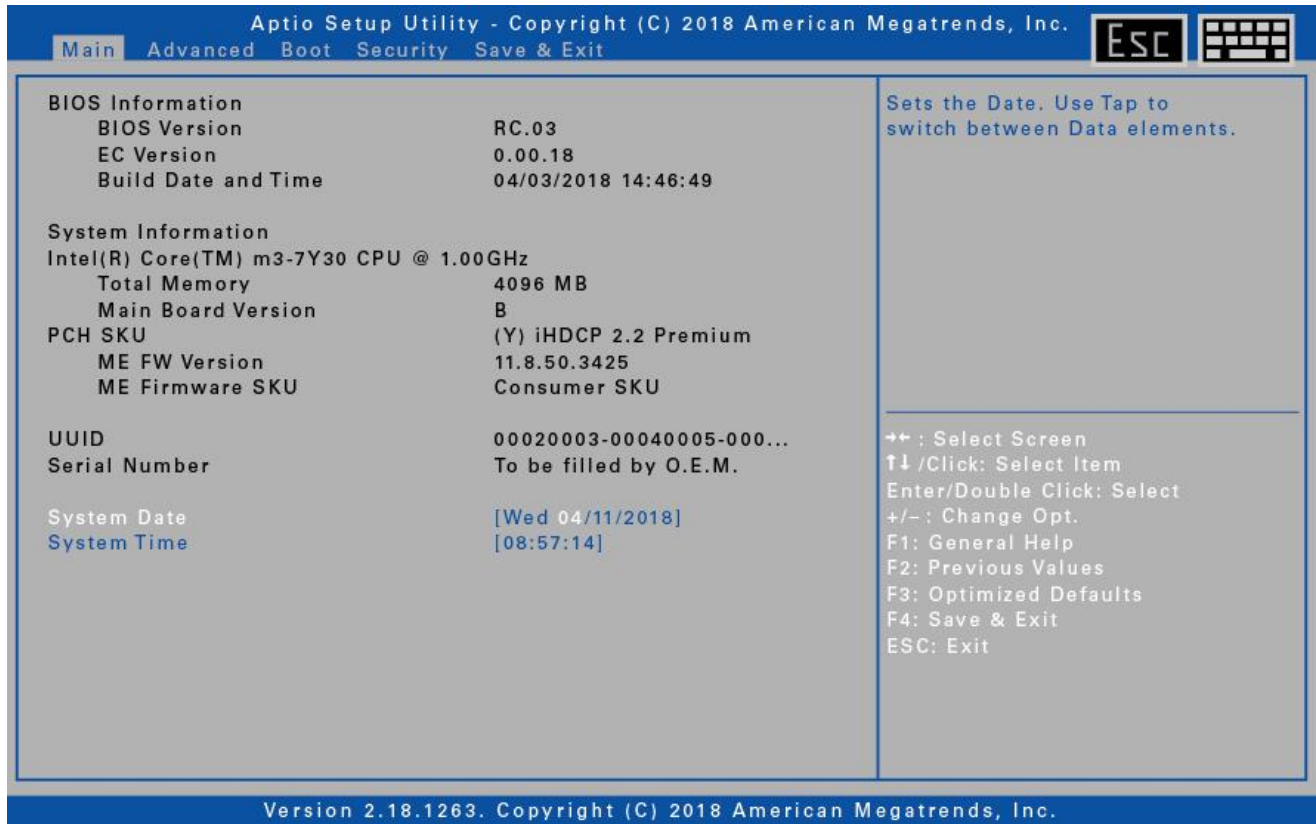 Aptio Setup Utility - Copyright (C) 2018 American Megatrends, Inc.
Main Advanced Boot Security Save & Exit
Esc
BIOS Information
BIOS Version RC.03
EC Version 0.00.18
Build Date and Time 04/03/2018 14:46:49
System Information
Intel(R) Core(TM) m3-7Y30 CPU @ 1.00GHz
Total Memory 4096 MB
Main Board Version B
PCH SKU (Y) iHDCP 2.2 Premium
ME FW Version 11.8.50.3425
ME Firmware SKU Consumer SKU
UUID 00020003-00040005-000...
Serial Number To be filled by O.E.M.
System Date [Wed 04/11/2018]
System Time [08:57:14]
Sets the Date. Use Tap to
switch between Data elements.
→← : Select Screen
↑↓ /Click: Select Item
Enter/Double Click: Select
+/– : Change Opt.
F1: General Help
F2: Previous Values
F3: Optimized Defaults
F4: Save & Exit
ESC: Exit
Version 2.18.1263. Copyright (C) 2018 American Megatrends, Inc.